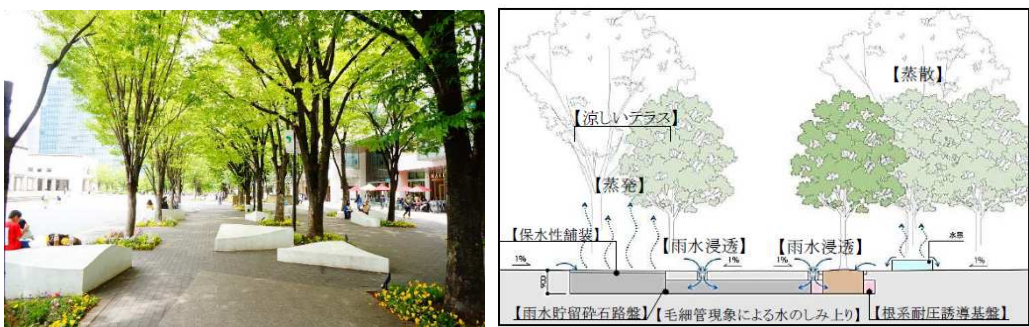 【蒸散】
【涼しいテラス】
【蒸発】
【保水性舗装】
【雨水浸透】
【雨水浸透】
水景
1%
1%
1%
1%
600
【雨水貯留砕石路盤】
【毛細管現象による水のしみ上り】
【根系耐圧誘導基盤】